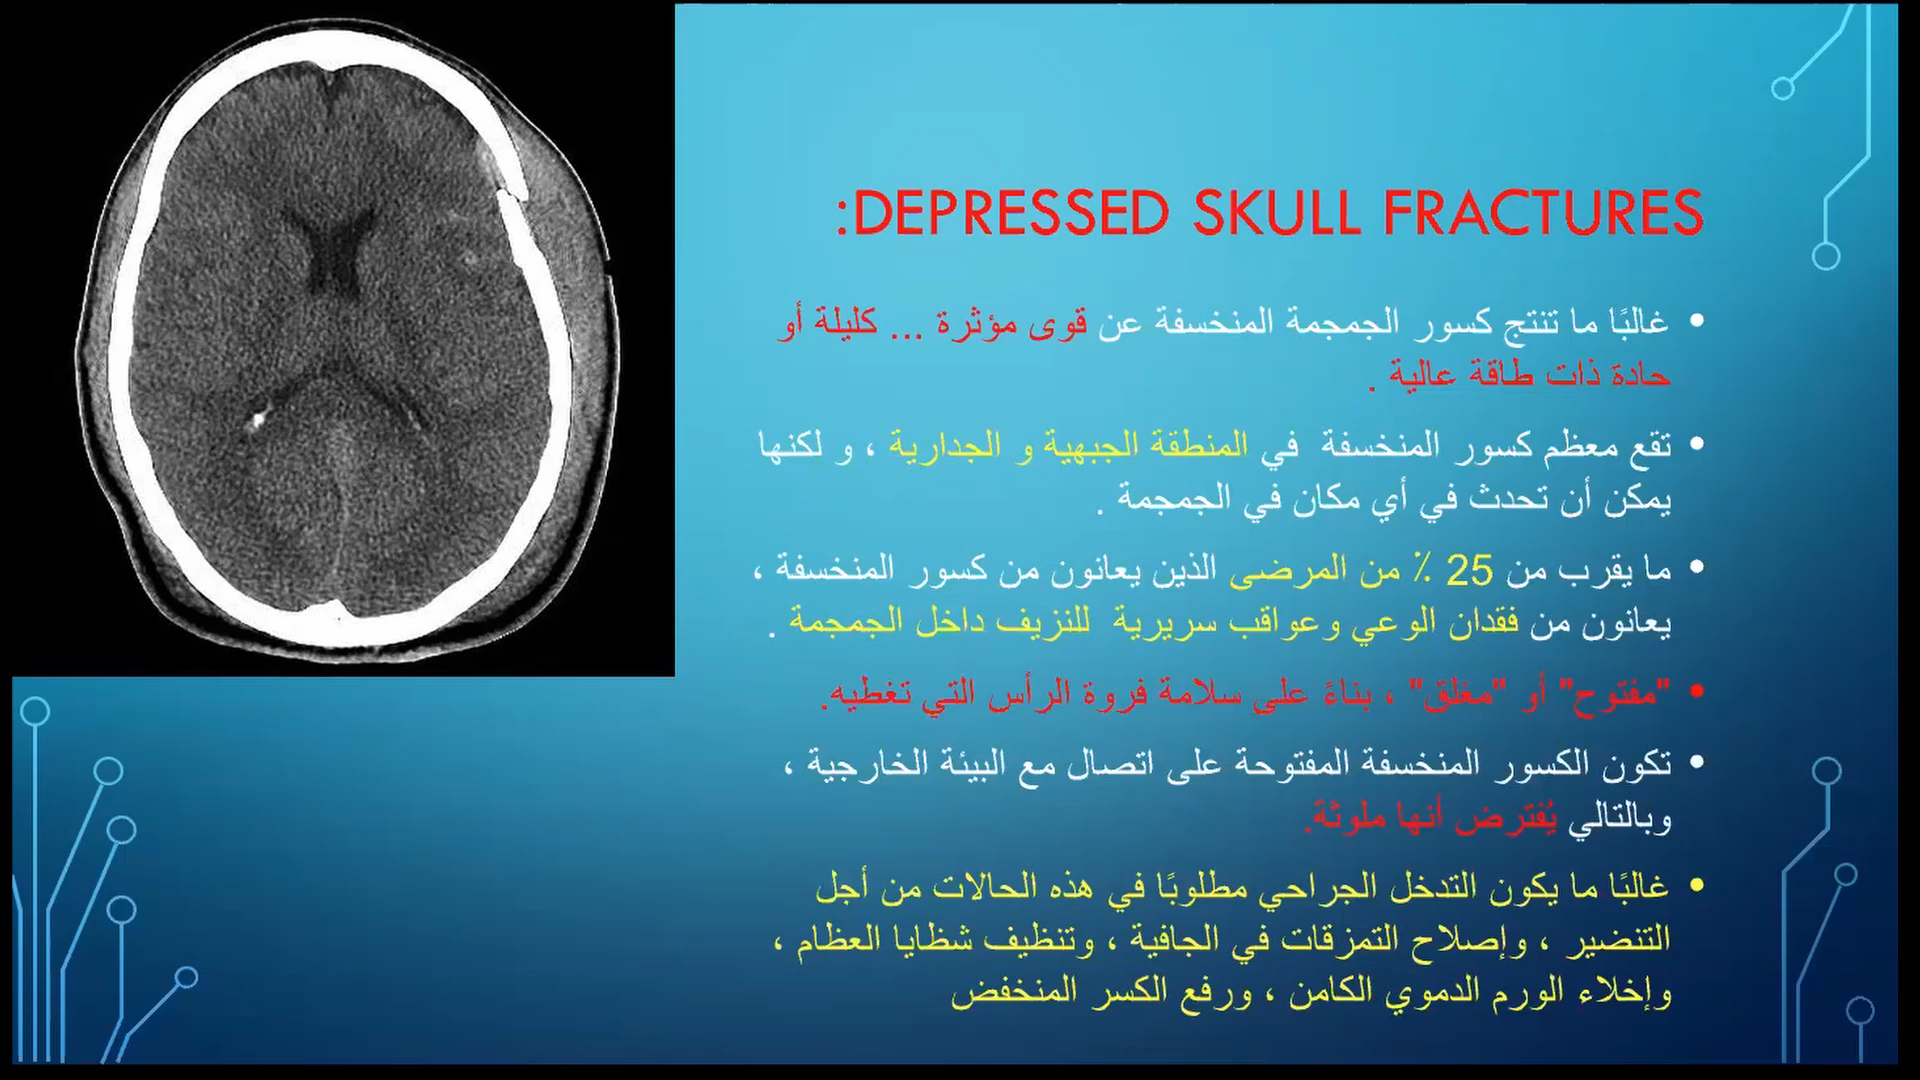 DEPRESSED SKULL FRACTURES:
• غالبًا ما تنتج كسور الجمجمة المنخسفة عن قوى مؤثرة ... كليلة أو
حادة ذات طاقة عالية .
• تقع معظم كسور المنخسفة في المنطقة الجبهية و الجدارية ، و لكنها
يمكن أن تحدث في أي مكان في الجمجمة .
• ما يقرب من 25 ٪ من المرضى الذين يعانون من كسور المنخسفة ،
يعانون من فقدان الوعي وعواقب سريرية للنزيف داخل الجمجمة .
• "مفتوح" أو "مغلق" ، بناءً على سلامة فروة الرأس التي تغطيه.
• تكون الكسور المنخسفة المفتوحة على اتصال مع البيئة الخارجية ،
وبالتالي يُفترض أنها ملوثة.
• غالبًا ما يكون التدخل الجراحي مطلوبًا في هذه الحالات من أجل
التنضير ، وإصلاح التمزقات في الجافية ، وتنظيف شظايا العظام ،
وإخلاء الورم الدموي الكامن ، ورفع الكسر المنخفض